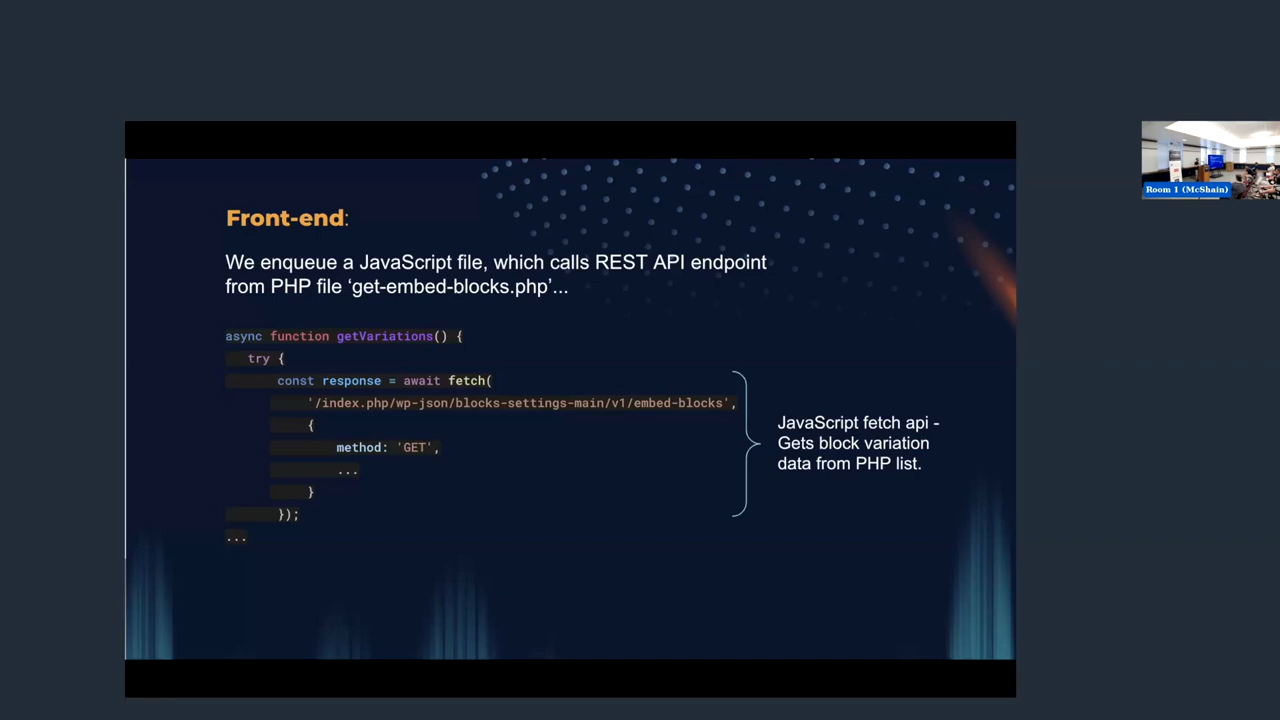 Front-end:
We enqueue a JavaScript file, which calls REST API endpoint
from PHP file ‘get-embed-blocks.php’...
async function getVariations() {
try {
const response = await fetch(
'/index.php/wp-json/blocks-settings-main/v1/embed-blocks',
{
method: 'GET',
...
}
});
...
JavaScript fetch api -
Gets block variation
data from PHP list.
Room 1 (McShain)